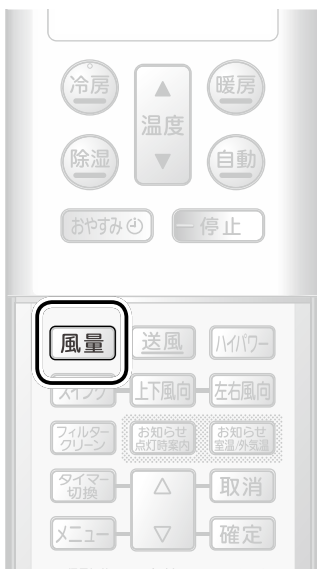 冷房
▲
暖房
温度
除湿
▼
自動
おやすみ
停止
風量
送風
ハイパワー
スイング
上下風向
左右風向
フィルター
クリーン
お知らせ
点灯時案内
お知らせ
室温/外気温
タイマー
切換
△
取消
メニュー
▽
確定